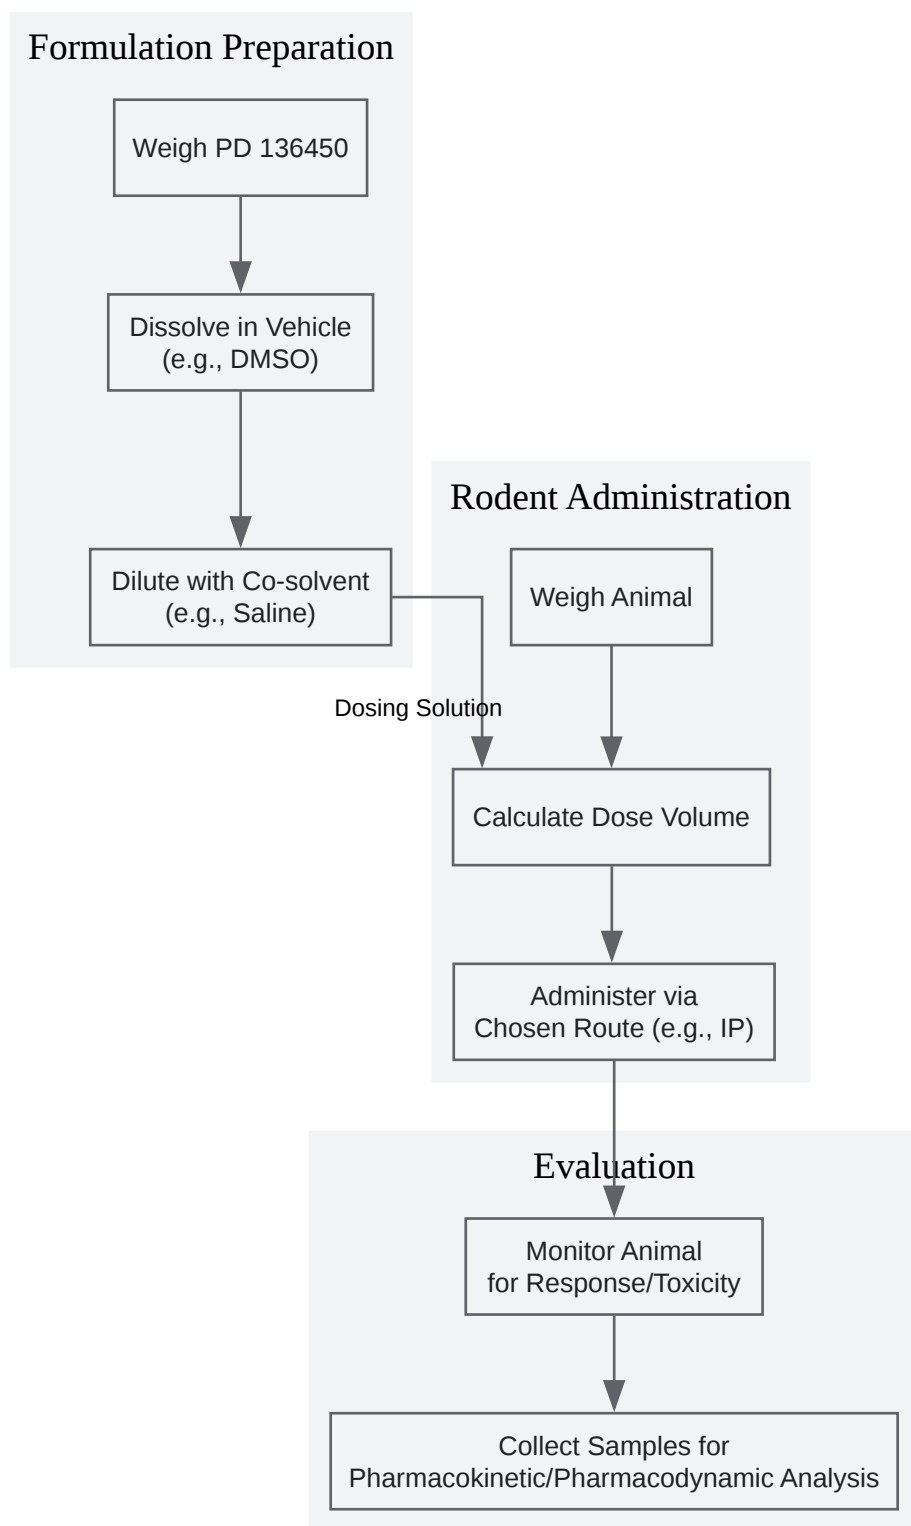 Formulation Preparation
Weigh PD 136450
Dissolve in Vehicle
(e.g., DMSO)
Dilute with Co-solvent
(e.g., Saline)
Dosing Solution
Rodent Administration
Weigh Animal
Calculate Dose Volume
Administer via
Chosen Route (e.g., IP)
Evaluation
Monitor Animal
for Response/Toxicity
Collect Samples for
Pharmacokinetic/Pharmacodynamic Analysis